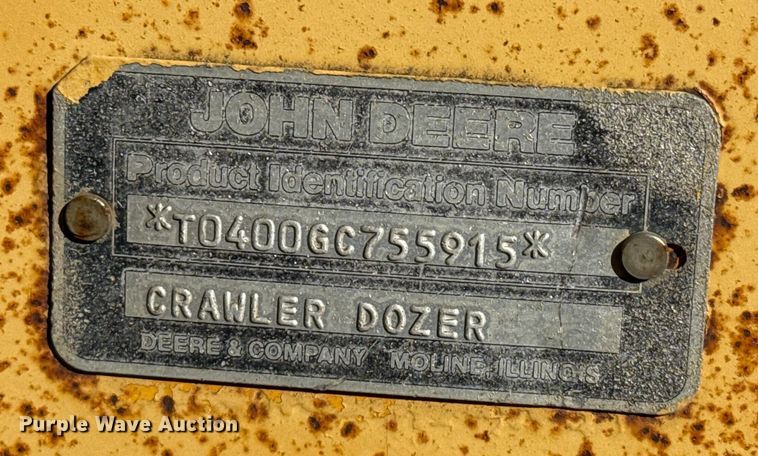 JOHN DEERE
Product Identification Number
*T0400GC755915*
CRAWLER DOZER
DEERE & COMPANY MOLINE, ILLINOIS
Purple Wave Auction